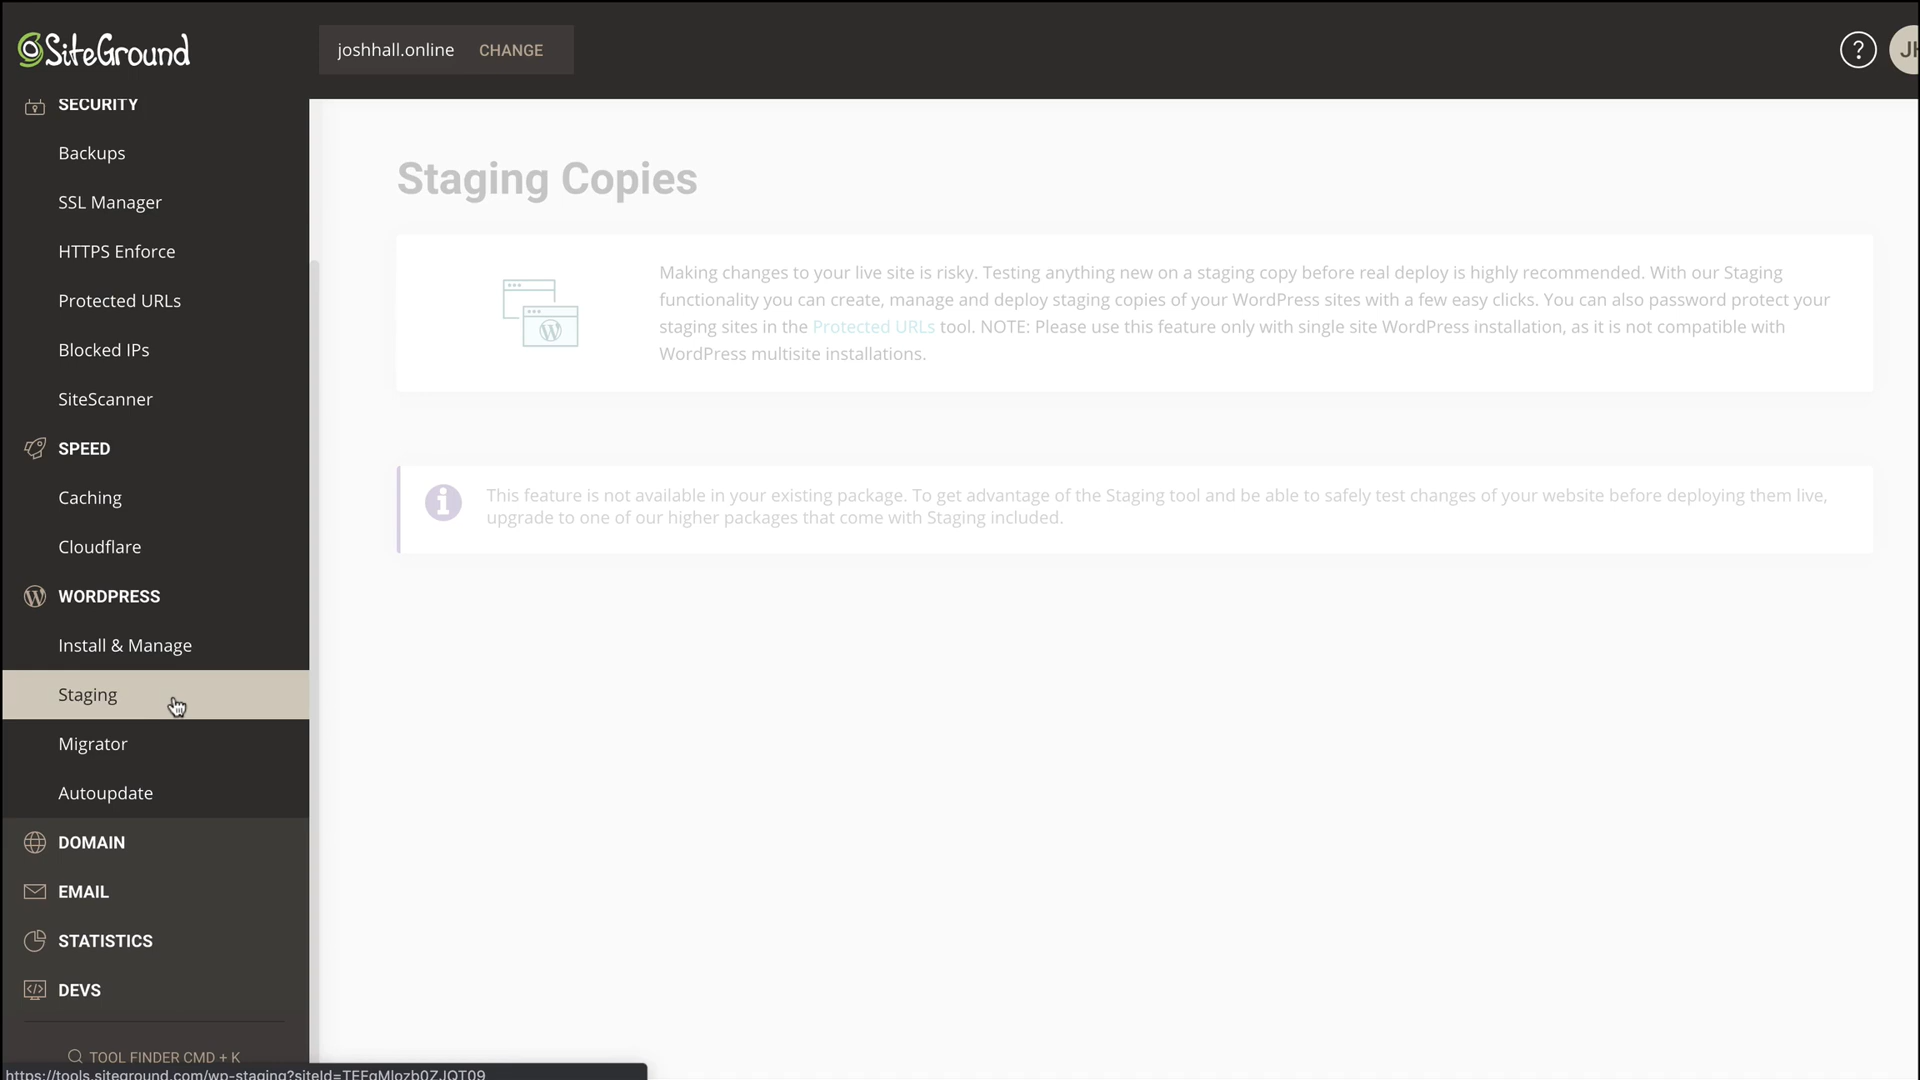 SiteGround
joshhall.online CHANGE
?
JH
SECURITY
Backups
SSL Manager
HTTPS Enforce
Protected URLs
Blocked IPs
SiteScanner
SPEED
Caching
Cloudflare
WORDPRESS
Install & Manage
Staging
Migrator
Autoupdate
DOMAIN
EMAIL
STATISTICS
DEVS
TOOL FINDER CMD + K
Staging Copies
Making changes to your live site is risky. Testing anything new on a staging copy before real deploy is highly recommended. With our Staging
functionality you can create, manage and deploy staging copies of your WordPress sites with a few easy clicks. You can also password protect your
staging sites in the Protected URLs tool. NOTE: Please use this feature only with single site WordPress installation, as it is not compatible with
WordPress multisite installations.
This feature is not available in your existing package. To get advantage of the Staging tool and be able to safely test changes of your website before deploying them live,
upgrade to one of our higher packages that come with Staging included.